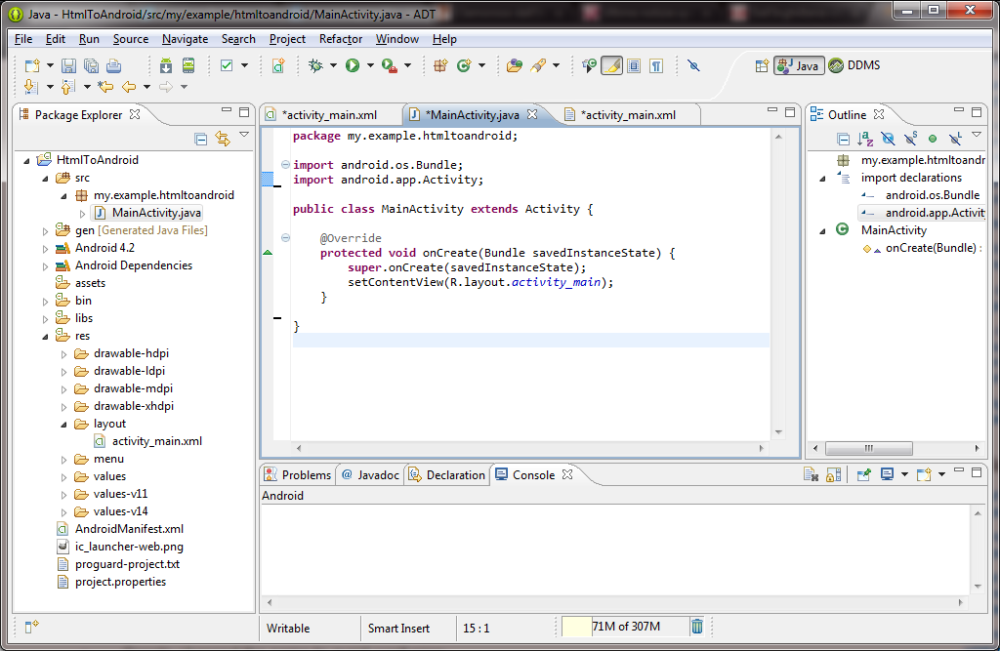 Java - HtmlToAndroid/src/my/example/htmltoandroid/MainActivity.java - ADT
File Edit Run Source Navigate Search Project Refactor Window Help
Java DDMS
Package Explorer
HtmlToAndroid
src
my.example.htmltoandroid
MainActivity.java
gen [Generated Java Files]
Android 4.2
Android Dependencies
assets
bin
libs
res
drawable-hdpi
drawable-ldpi
drawable-mdpi
drawable-xhdpi
layout
activity_main.xml
menu
values
values-v11
values-v14
AndroidManifest.xml
ic_launcher-web.png
proguard-project.txt
project.properties
*activity_main.xml *MainActivity.java *activity_main.xml
package my.example.htmltoandroid;
import android.os.Bundle;
import android.app.Activity;
public class MainActivity extends Activity {
@Override
protected void onCreate(Bundle savedInstanceState) {
super.onCreate(savedInstanceState);
setContentView(R.layout.activity_main);
}
}
Outline
my.example.htmltoandr
import declarations
android.os.Bundle
android.app.Activit
MainActivity
onCreate(Bundle) :
Problems @ Javadoc Declaration Console
Android
Writable Smart Insert 15 : 1 71M of 307M